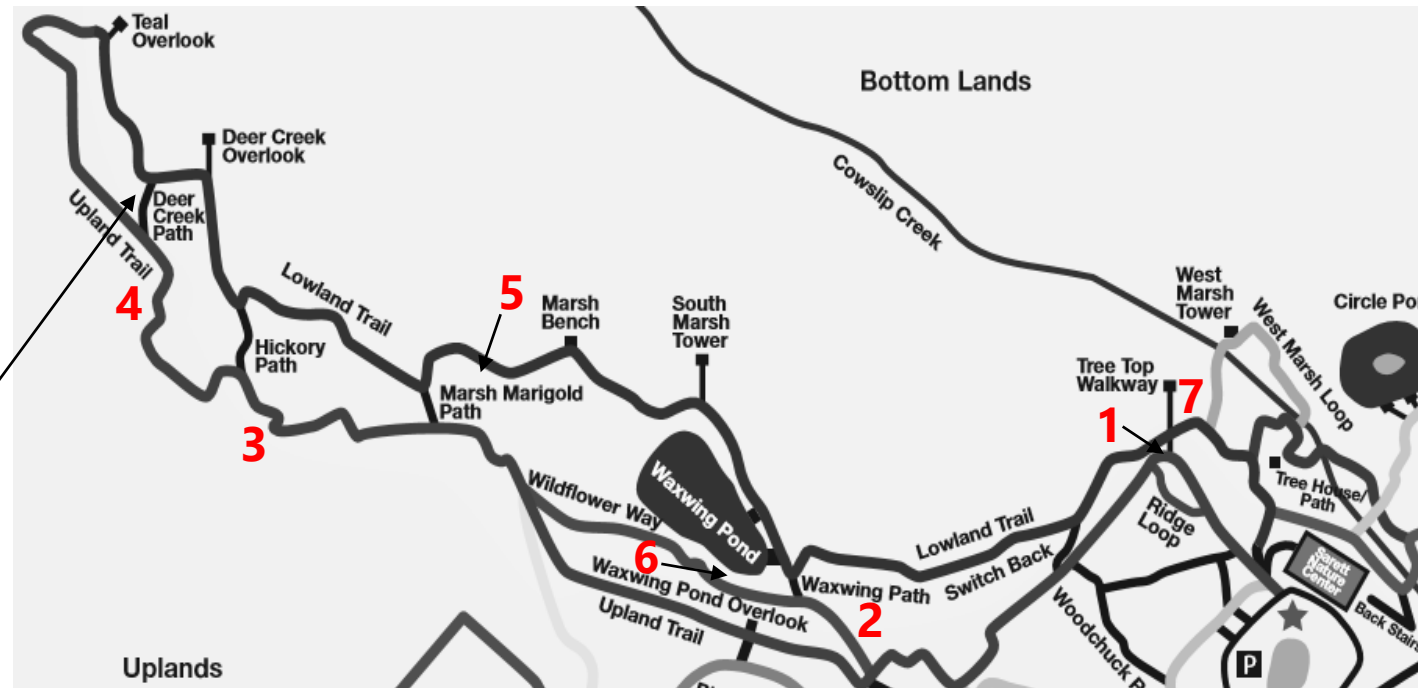 Teal
Overlook
Bottom Lands
Deer Creek
Overlook
Cowslip Creek
Deer
Creek
Path
Upland Trail
4
Lowland Trail
5
Marsh
Bench
South
Marsh
Tower
West
Marsh
Tower
West Marsh Loop
Circle Po
Hickory
Path
Marsh Marigold
Path
Tree Top
Walkway
7
1
3
Waxwing Pond
Wildflower Way
Ridge
Loop
Tree House/
Path
Lowland Trail
Switch Back
6
Waxwing Path
Waxwing Pond Overlook
2
Upland Trail
Sarett
Nature
Center
Back Stairs
Woodchuck
P
Uplands